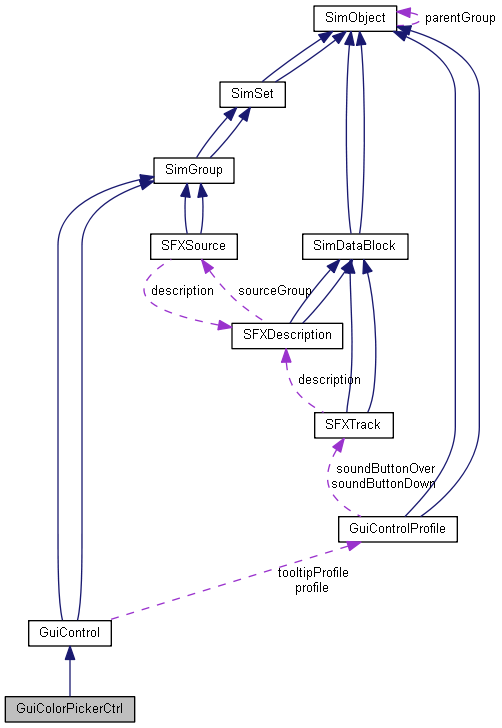 SimObject
parentGroup
SimSet
SimGroup
SFXSource
SimDataBlock
description
sourceGroup
SFXDescription
description
SFXTrack
soundButtonOver
soundButtonDown
GuiControlProfile
tooltipProfile
profile
GuiControl
GuiColorPickerCtrl